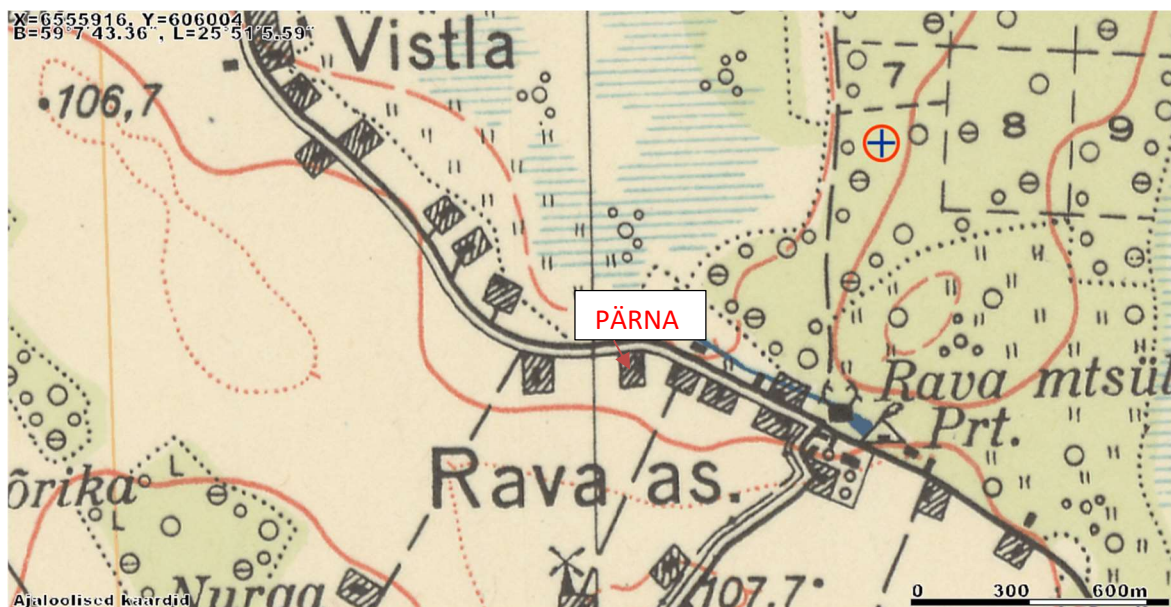 X=6555916, Y=606004
B=59°7'43.36", L=25°51'5.59"
Vistla
106,7
7
8
9
PÄRNA
Rava mtsül
Prt.
Rava as.
õrika
L
L
Nurga
107,7
Ajaloolised kaardid
0 300 600m